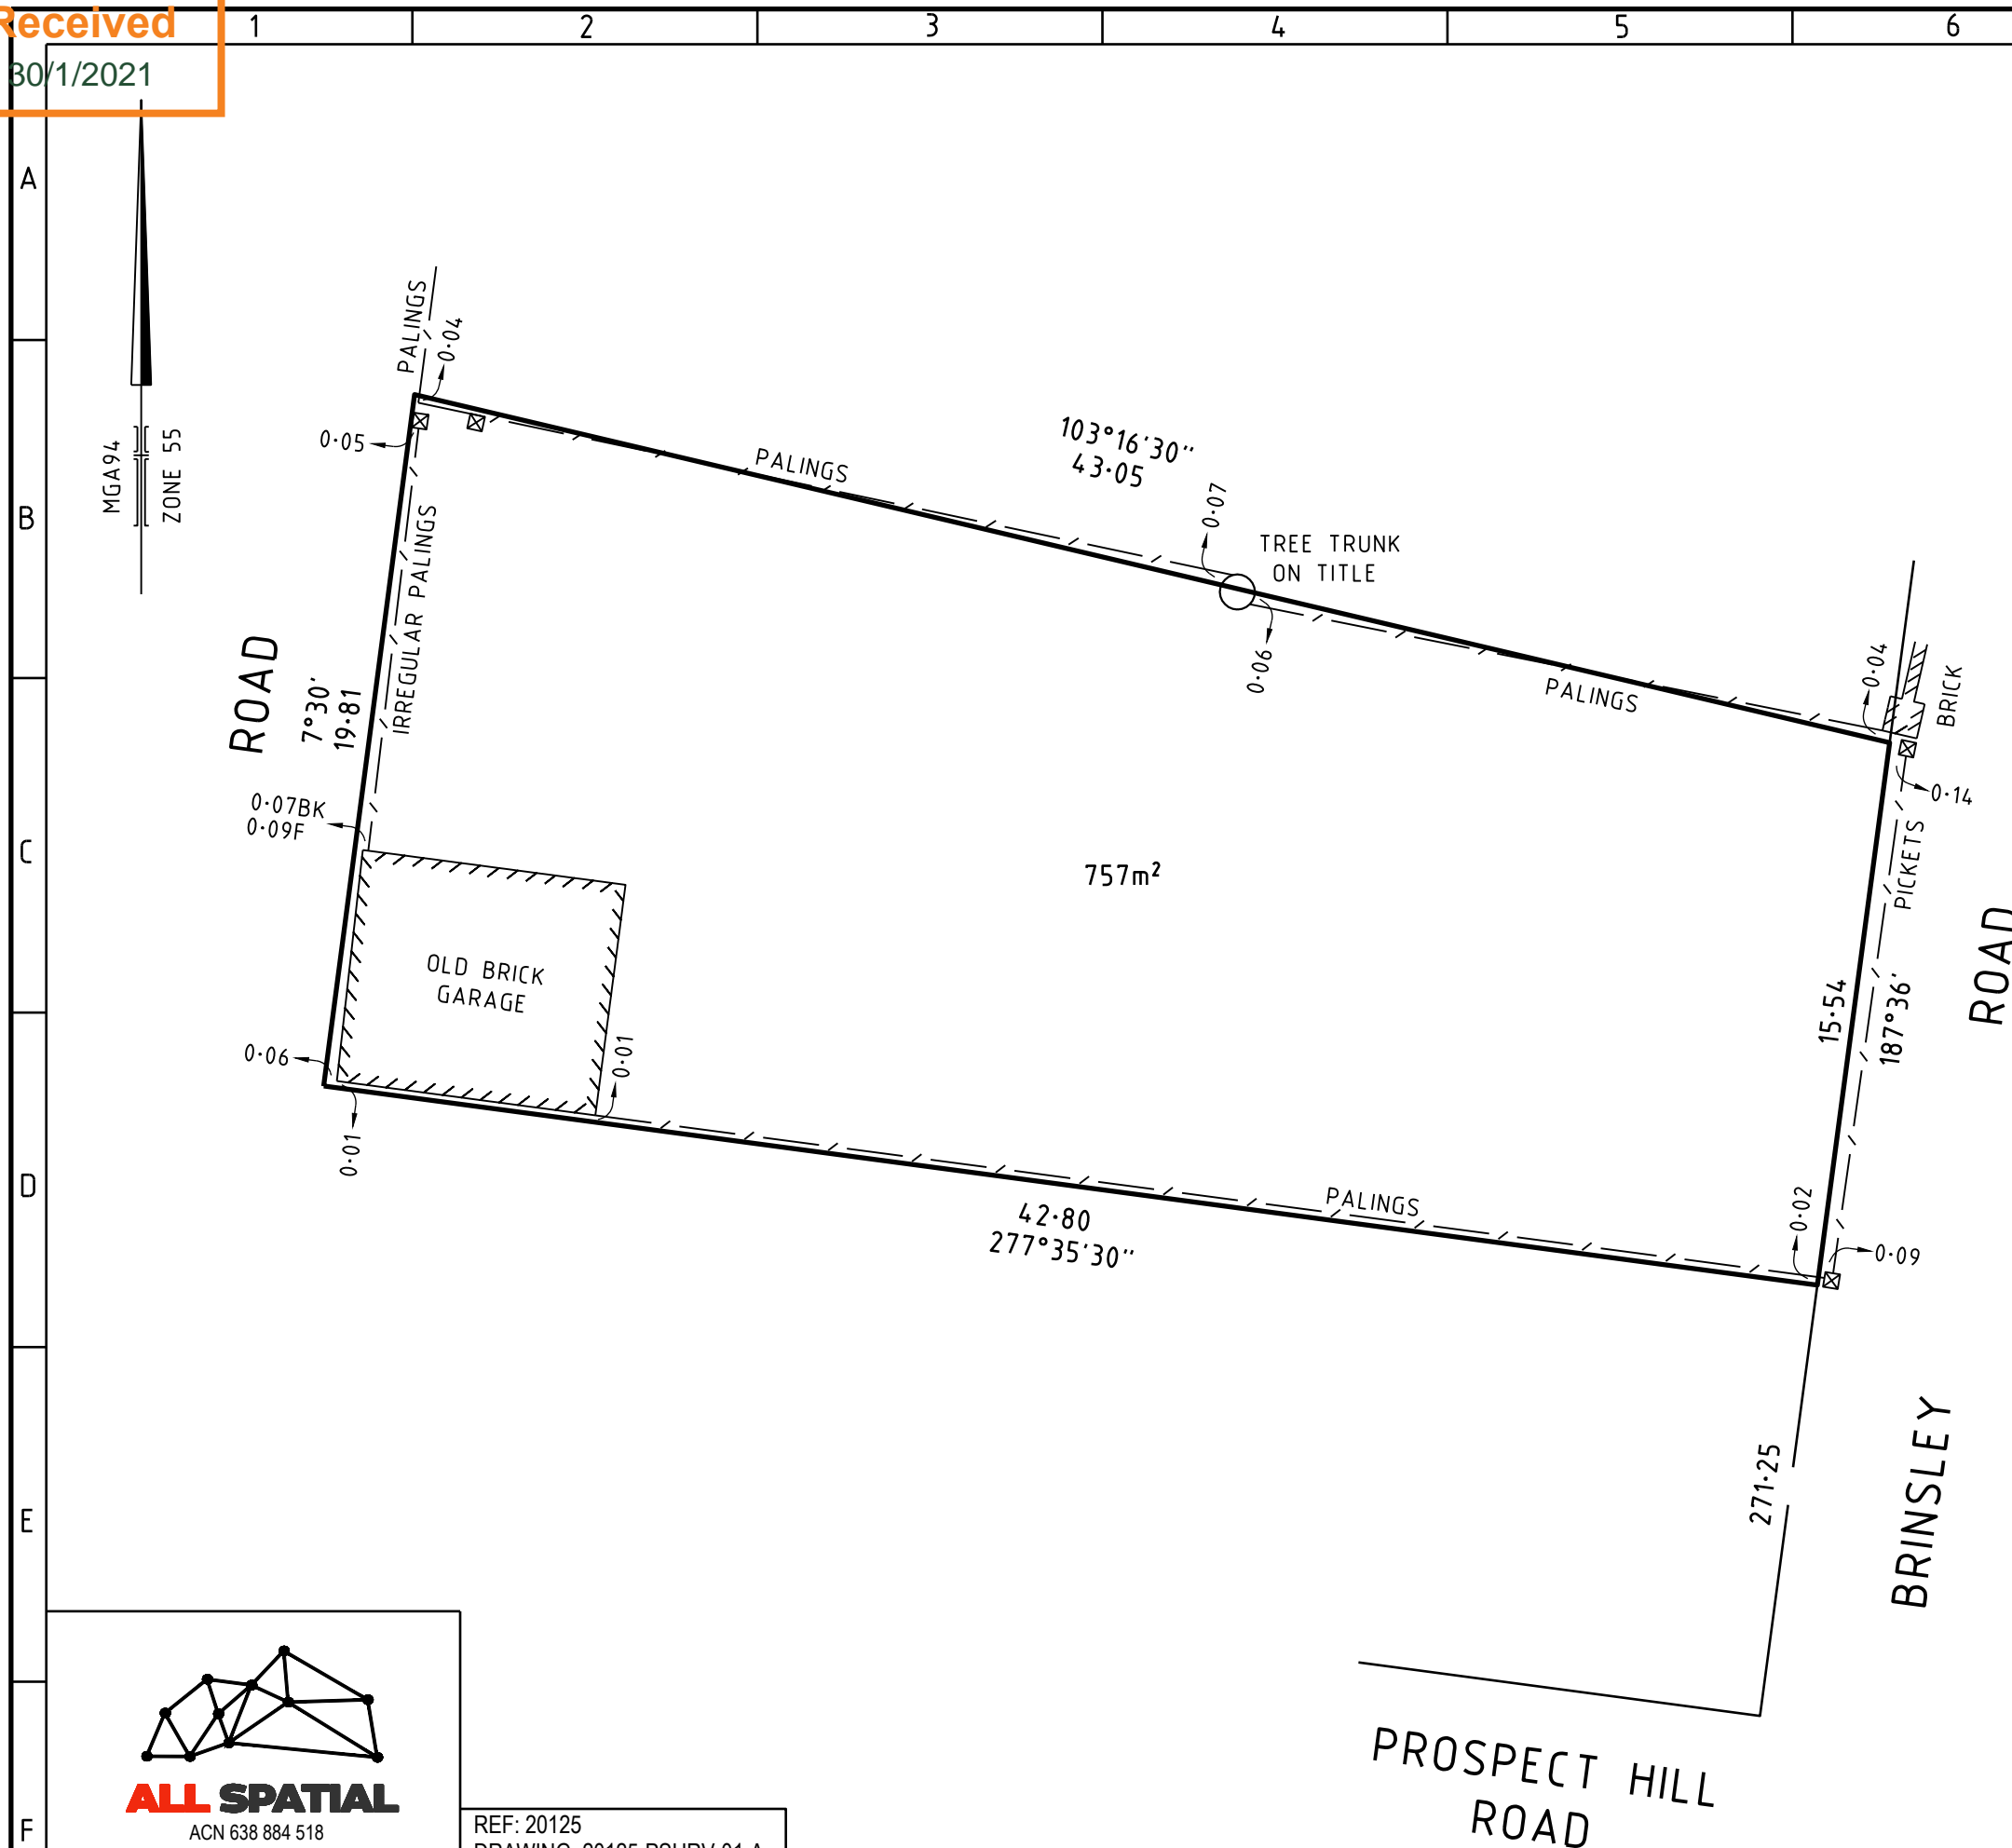 Received
30/1/2021
1 2 3 4 5 6
A
B
C
D
E
F
MGA94
ZONE 55
PALINGS
0·04
0·05
103°16'30"
43·05
PALINGS
0·07
TREE TRUNK
ON TITLE
0·06
PALINGS
0·04
BRICK
0·14
IRREGULAR PALINGS
ROAD
7°30'
19·81
0·07BK
0·09F
757m²
PICKETS
OLD BRICK
GARAGE
15·54
187°36'
ROAD
0·06
0·01
0·01
PALINGS
42·80
277°35'30"
0·02
0·09
271·25
BRINSLEY
PROSPECT HILL
ROAD
ALL SPATIAL
ACN 638 884 518
REF: 20125